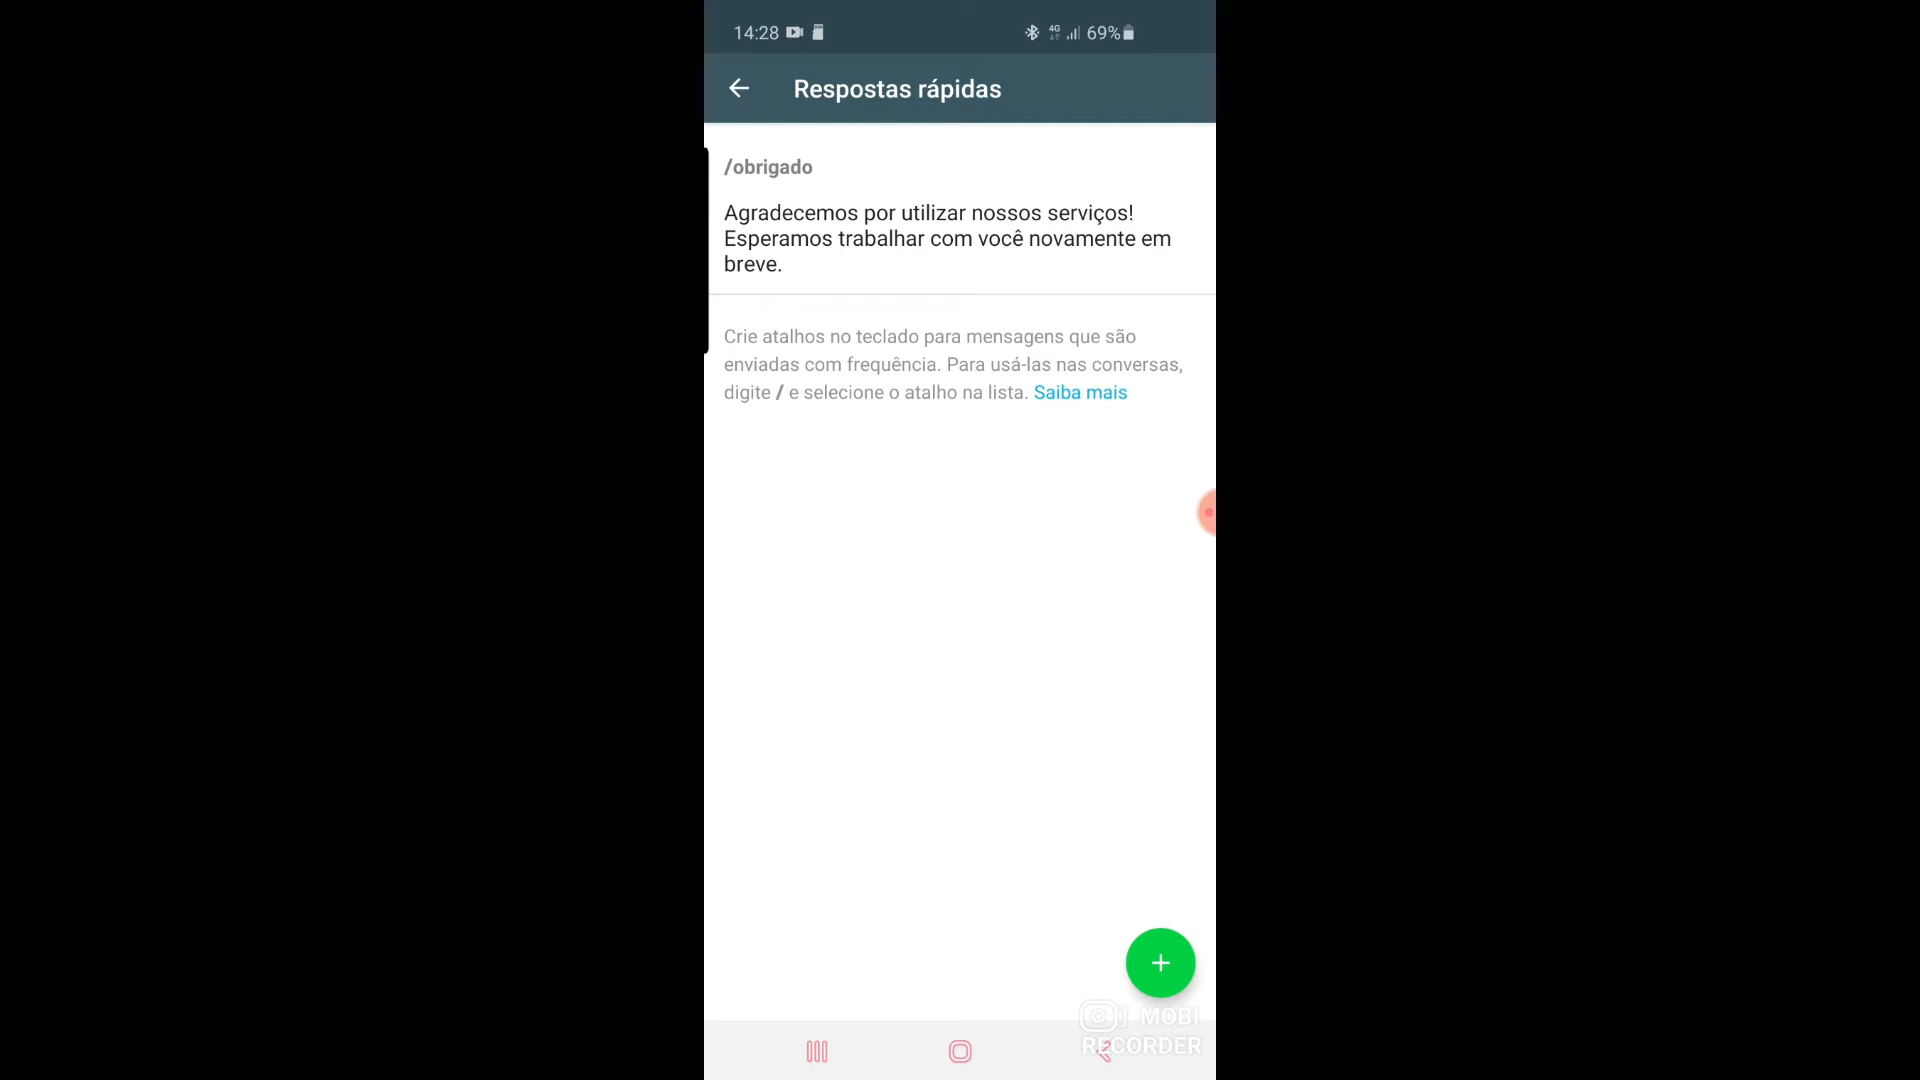 14:28 4G 69%
Respostas rápidas
/obrigado
Agradecemos por utilizar nossos serviços!
Esperamos trabalhar com você novamente em
breve.
Crie atalhos no teclado para mensagens que são
enviadas com frequência. Para usá-las nas conversas,
digite / e selecione o atalho na lista. Saiba mais
MOBI
RECORDER